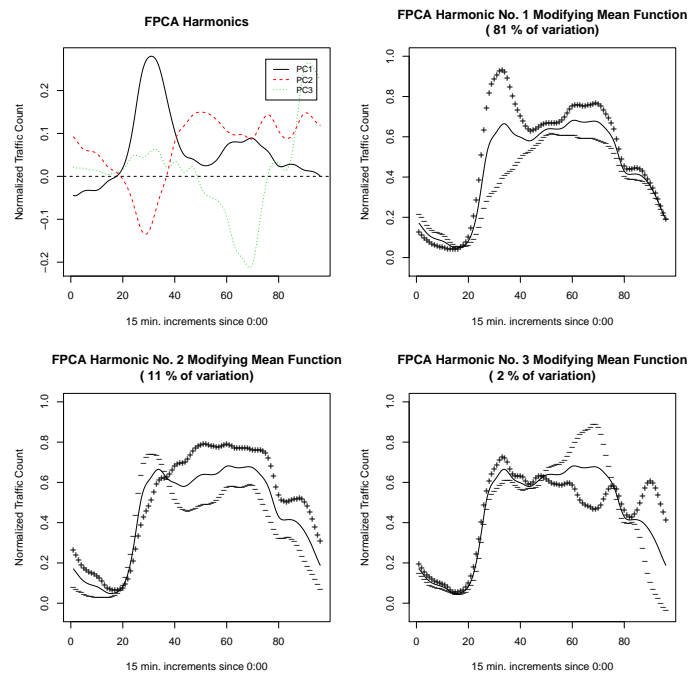 FPCA Harmonics
Normalized Traffic Count
0.2
0.1
0.0
−0.1
−0.2
PC1
PC2
PC3
0 20 40 60 80
15 min. increments since 0:00
FPCA Harmonic No. 1 Modifying Mean Function
( 81 % of variation)
Normalized Traffic Count
1.0
0.8
0.6
0.4
0.2
0.0
0 20 40 60 80
15 min. increments since 0:00
FPCA Harmonic No. 2 Modifying Mean Function
( 11 % of variation)
Normalized Traffic Count
1.0
0.8
0.6
0.4
0.2
0.0
0 20 40 60 80
15 min. increments since 0:00
FPCA Harmonic No. 3 Modifying Mean Function
( 2 % of variation)
Normalized Traffic Count
1.0
0.8
0.6
0.4
0.2
0.0
0 20 40 60 80
15 min. increments since 0:00